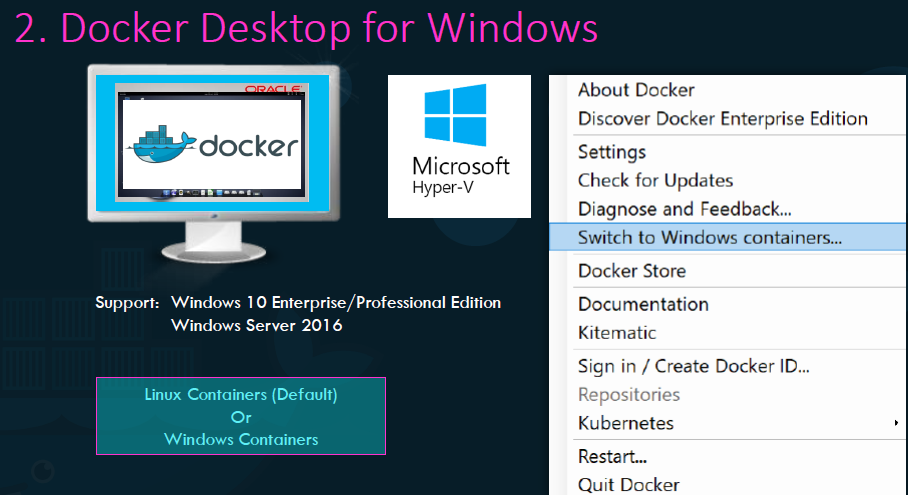 2. Docker Desktop for Windows
ORACLE
docker
Microsoft
Hyper-V
Support: Windows 10 Enterprise/Professional Edition
Windows Server 2016
Linux Containers (Default)
Or
Windows Containers
About Docker
Discover Docker Enterprise Edition
Settings
Check for Updates
Diagnose and Feedback...
Switch to Windows containers...
Docker Store
Documentation
Kitematic
Sign in / Create Docker ID...
Repositories
Kubernetes
Restart...
Quit Docker